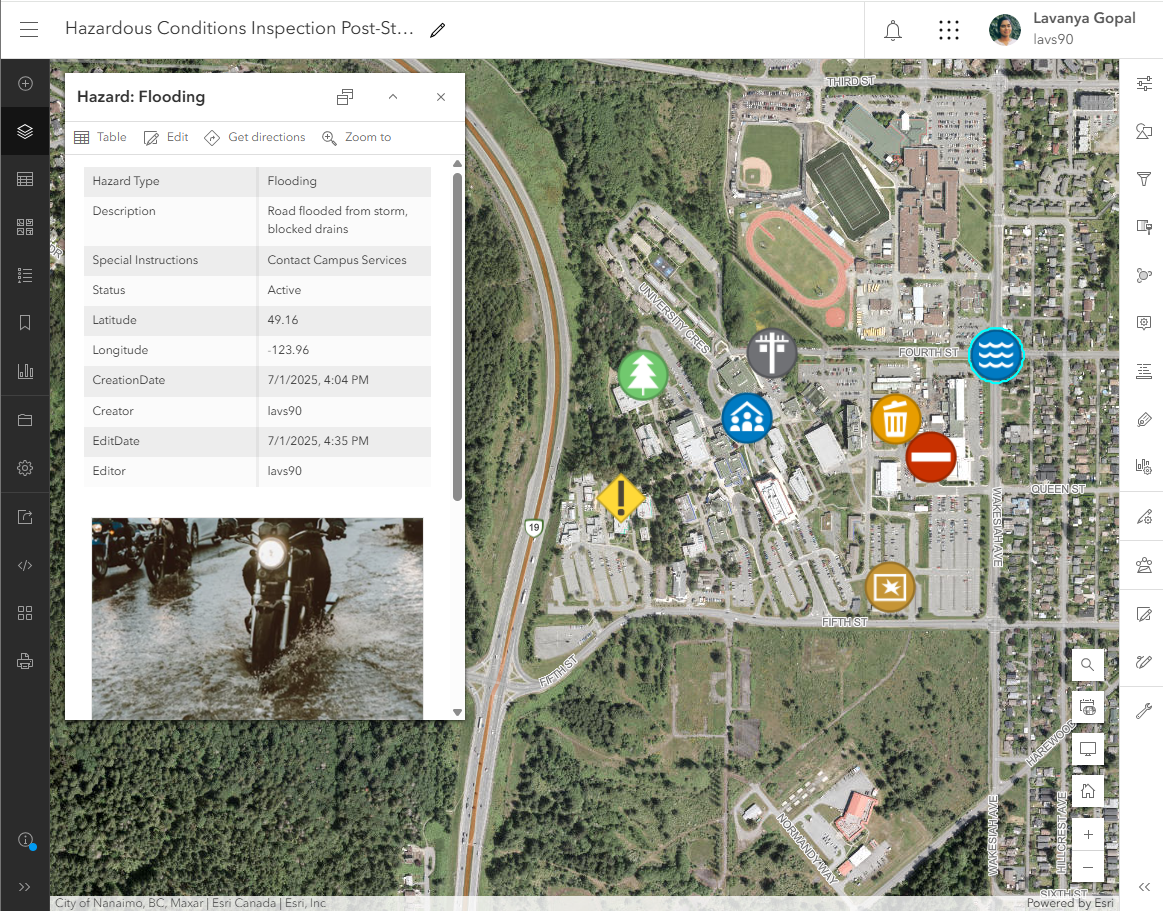 Hazardous Conditions Inspection Post-St...
Lavanya Gopal
lavs90
Hazard: Flooding
Table
Edit
Get directions
Zoom to
Hazard Type Flooding
Description Road flooded from storm,
blocked drains
Special Instructions Contact Campus Services
Status Active
Latitude 49.16
Longitude -123.96
CreationDate 7/1/2025, 4:04 PM
Creator lavs90
EditDate 7/1/2025, 4:35 PM
Editor lavs90
THIRD ST
UNIVERSITY CRES
FOURTH ST
QUEEN ST
WAKESIAH AVE
19
FIFTH ST
FIFTH ST
HAREWOOD
NORMANDY WAY
WAKESIAH AVE
HILLCREST AVE
SIXTH ST
City of Nanaimo, BC, Maxar | Esri Canada | Esri, Inc
Powered by Esri